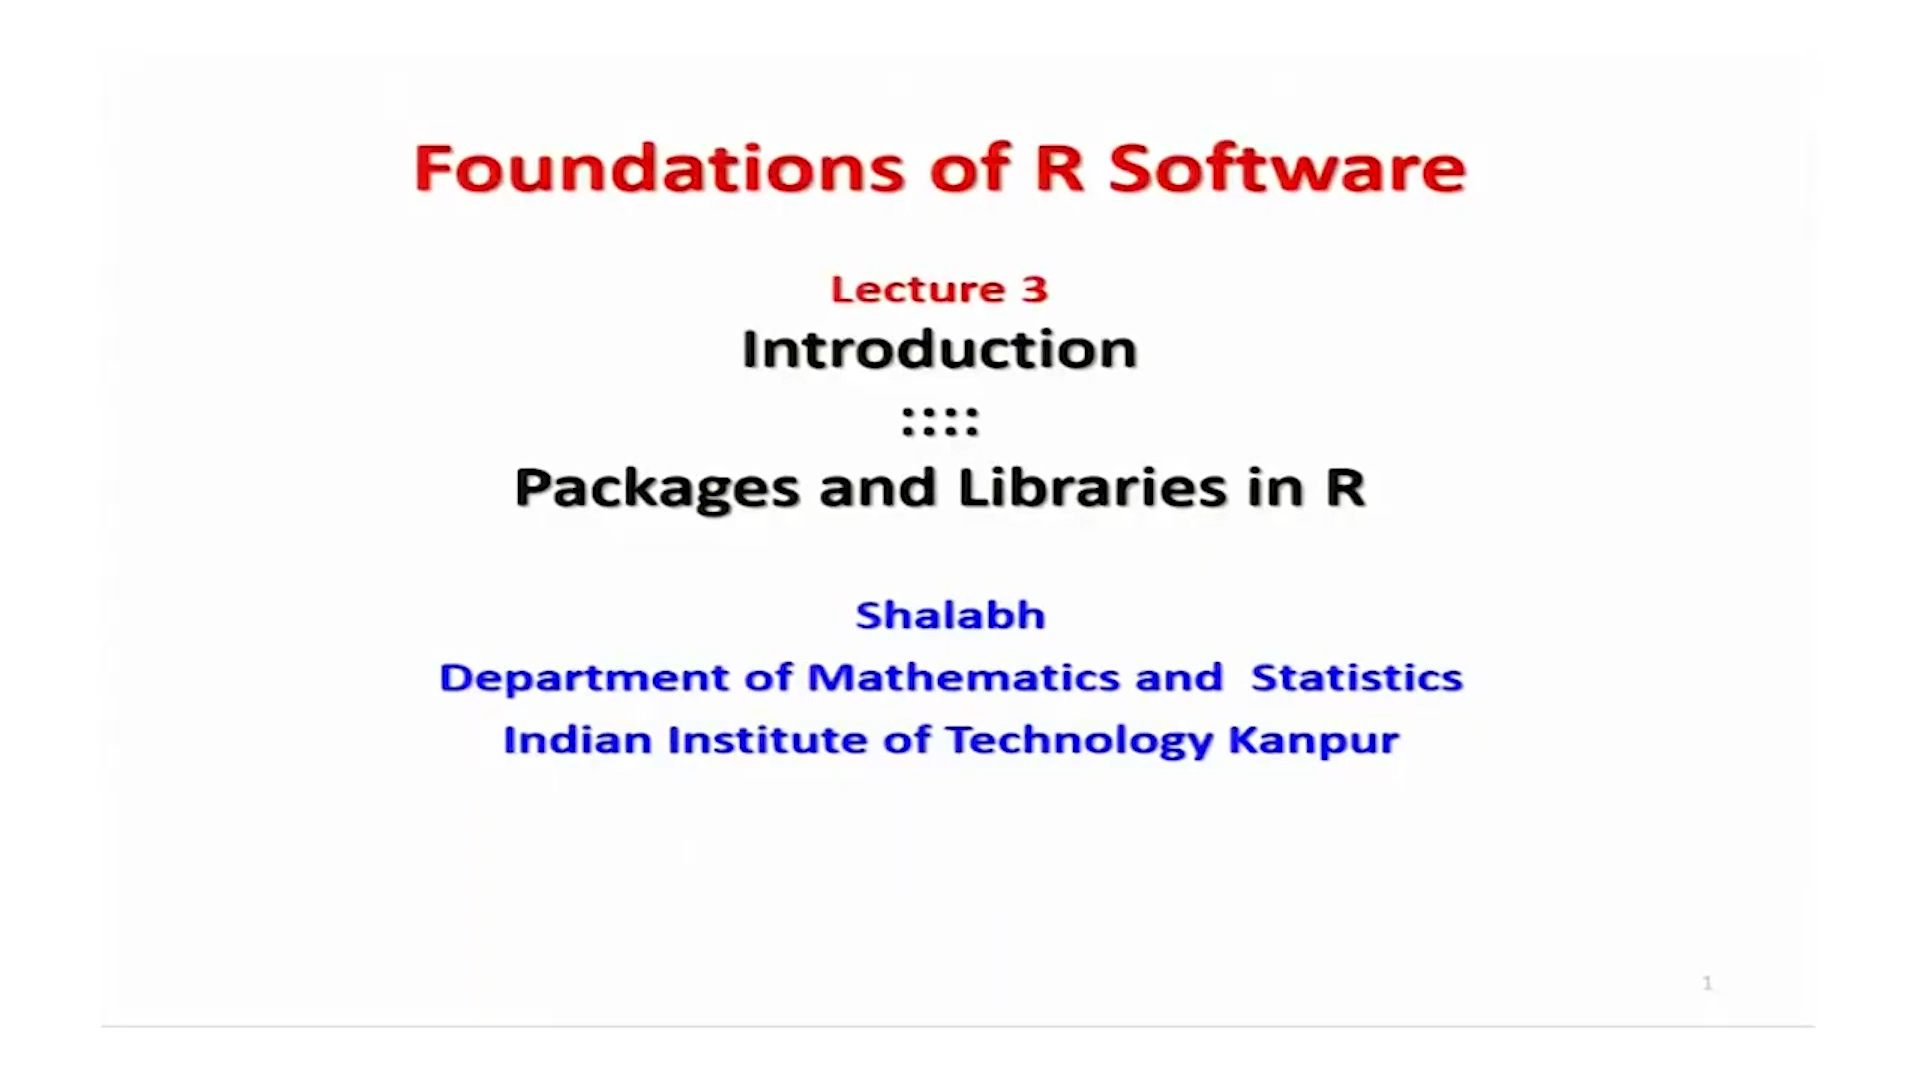 Foundations of R Software
Lecture 3
Introduction
::::
Packages and Libraries in R
Shalabh
Department of Mathematics and Statistics
Indian Institute of Technology Kanpur
1